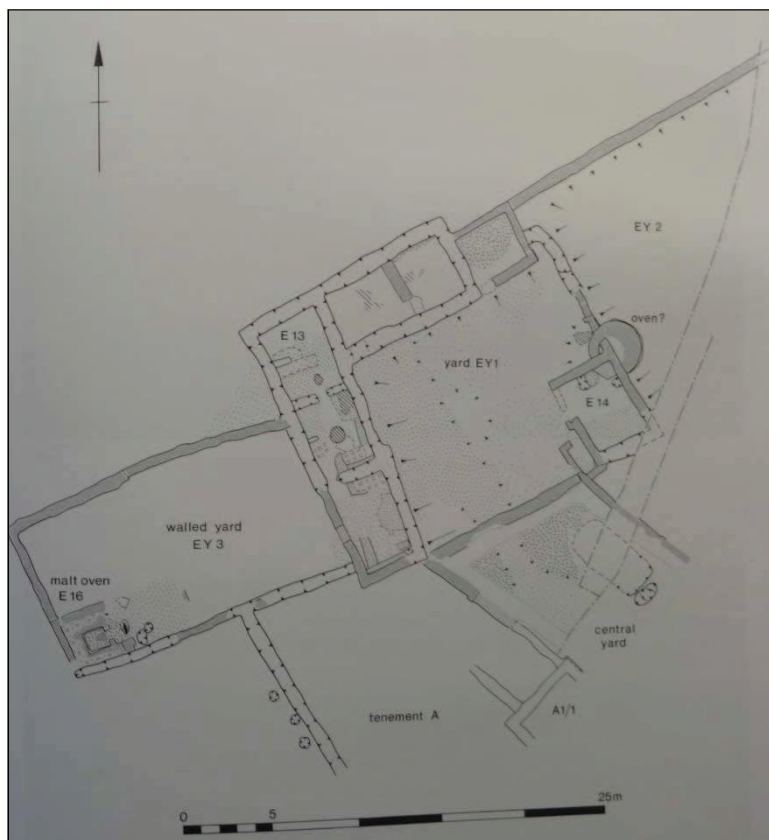 EY 2
oven?
E 13
yard EY1
E 14
walled yard
EY 3
malt oven
E 16
central
yard
tenement A
A1/1
0 5 25m